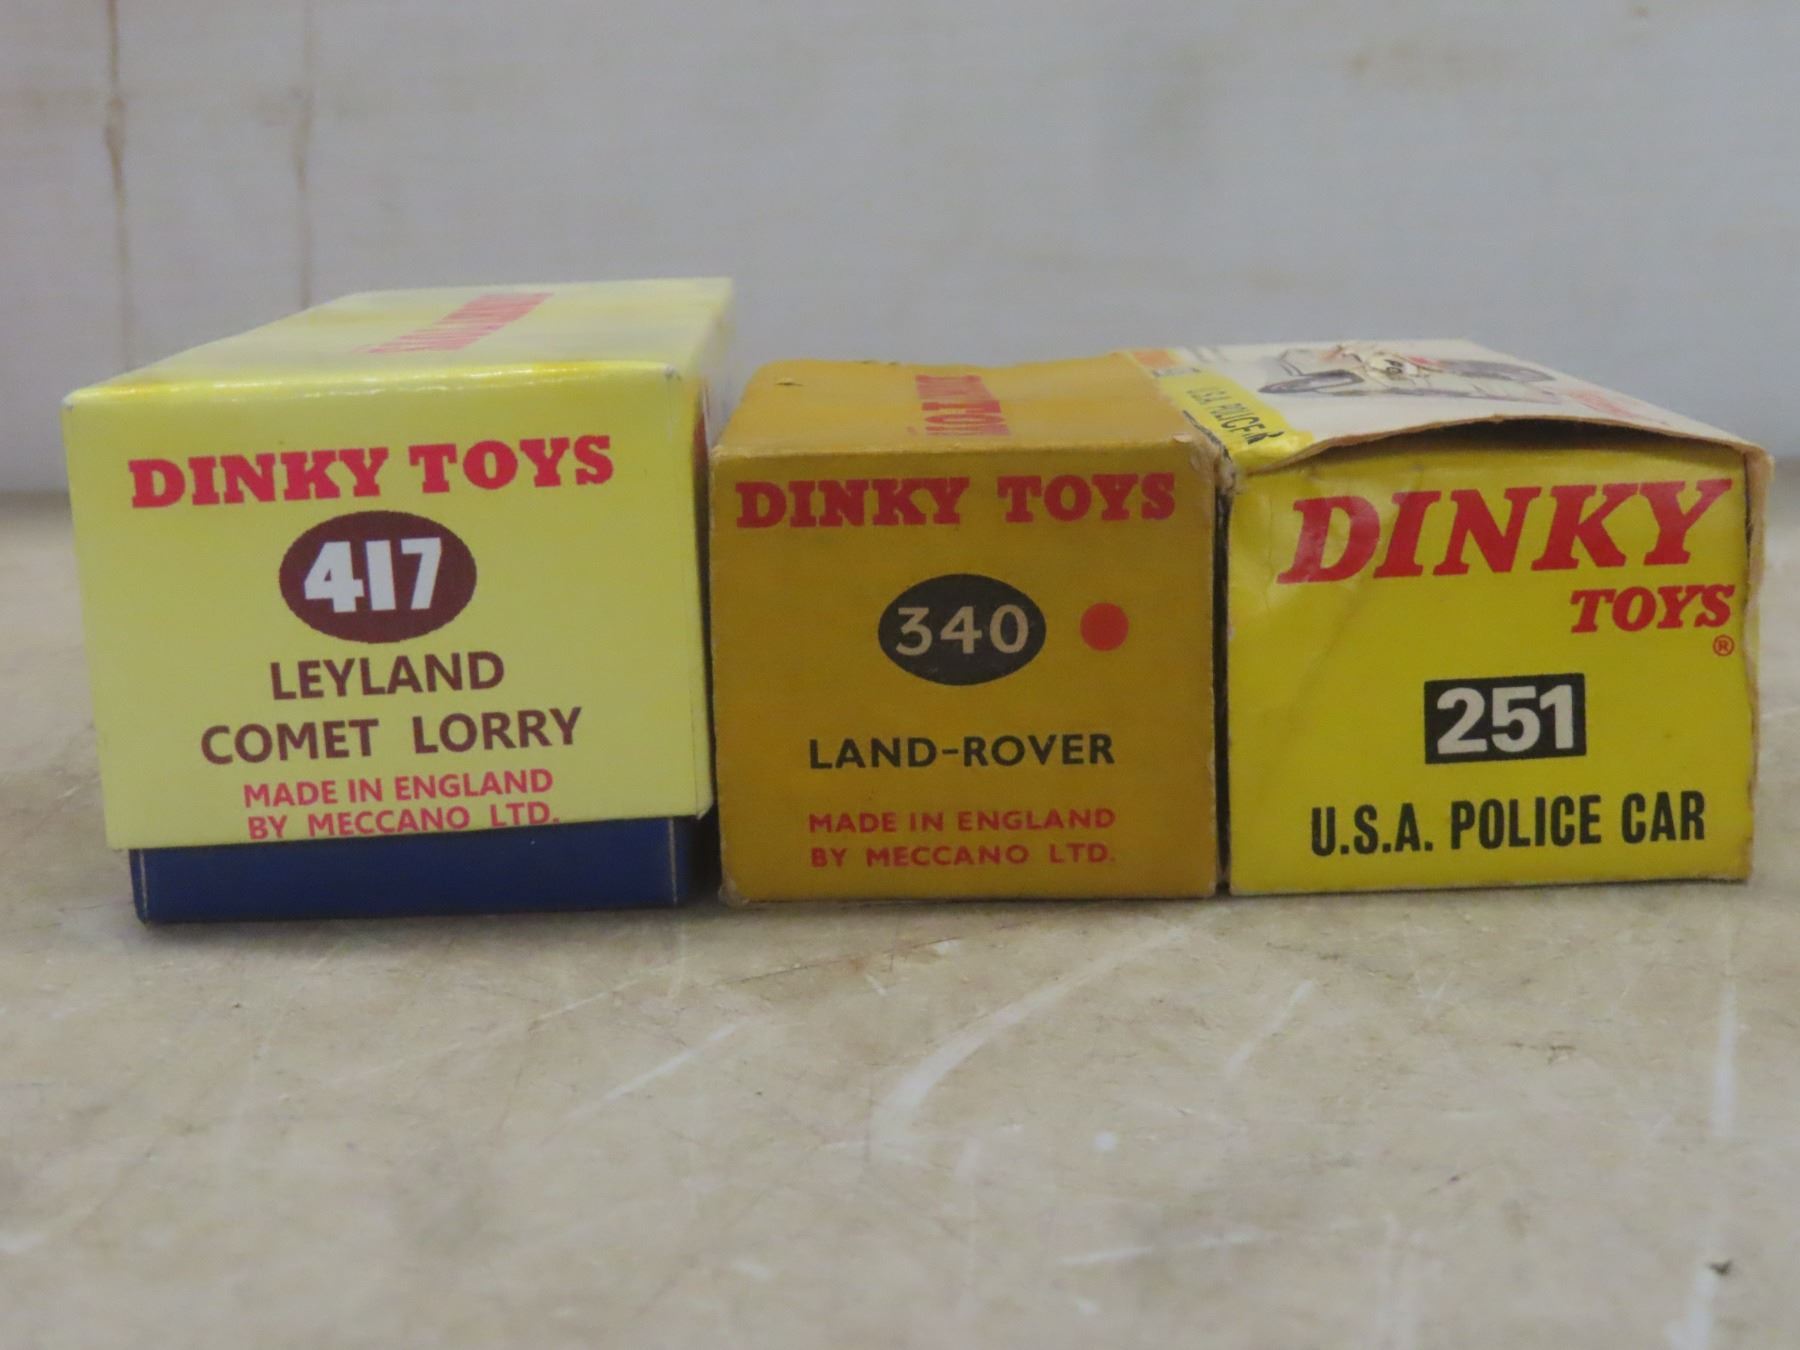 DINKY TOYS
417
LEYLAND
COMET LORRY
MADE IN ENGLAND
BY MECCANO LTD.
DINKY TOYS
340
LAND-ROVER
MADE IN ENGLAND
BY MECCANO LTD.
U.S.A. POLICE
DINKY
TOYS
®
251
U.S.A. POLICE CAR